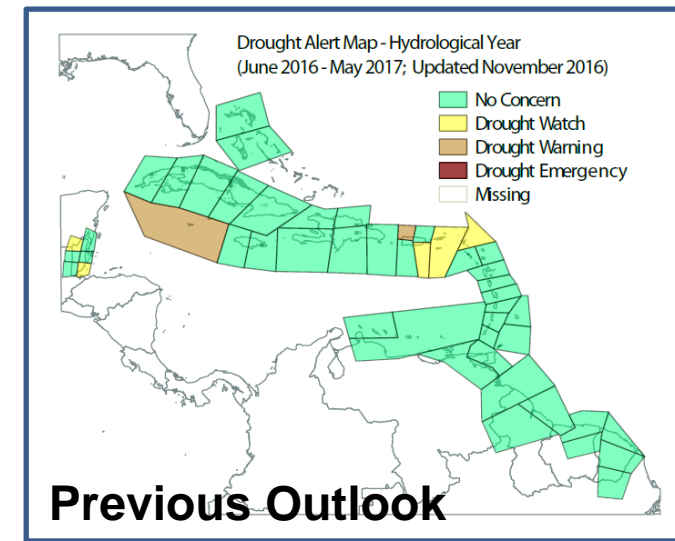 Drought Alert Map - Hydrological Year
(June 2016 - May 2017; Updated November 2016)
No Concern
Drought Watch
Drought Warning
Drought Emergency
Missing
Previous Outlook